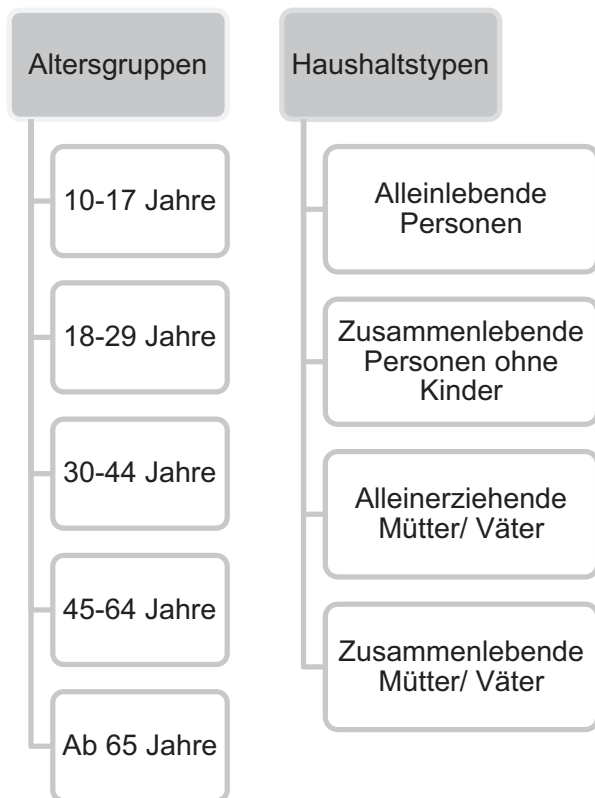 Altersgruppen
10-17 Jahre
18-29 Jahre
30-44 Jahre
45-64 Jahre
Ab 65 Jahre
Haushaltstypen
Alleinlebende
Personen
Zusammenlebende
Personen ohne
Kinder
Alleinerziehende
Mütter/ Väter
Zusammenlebende
Mütter/ Väter